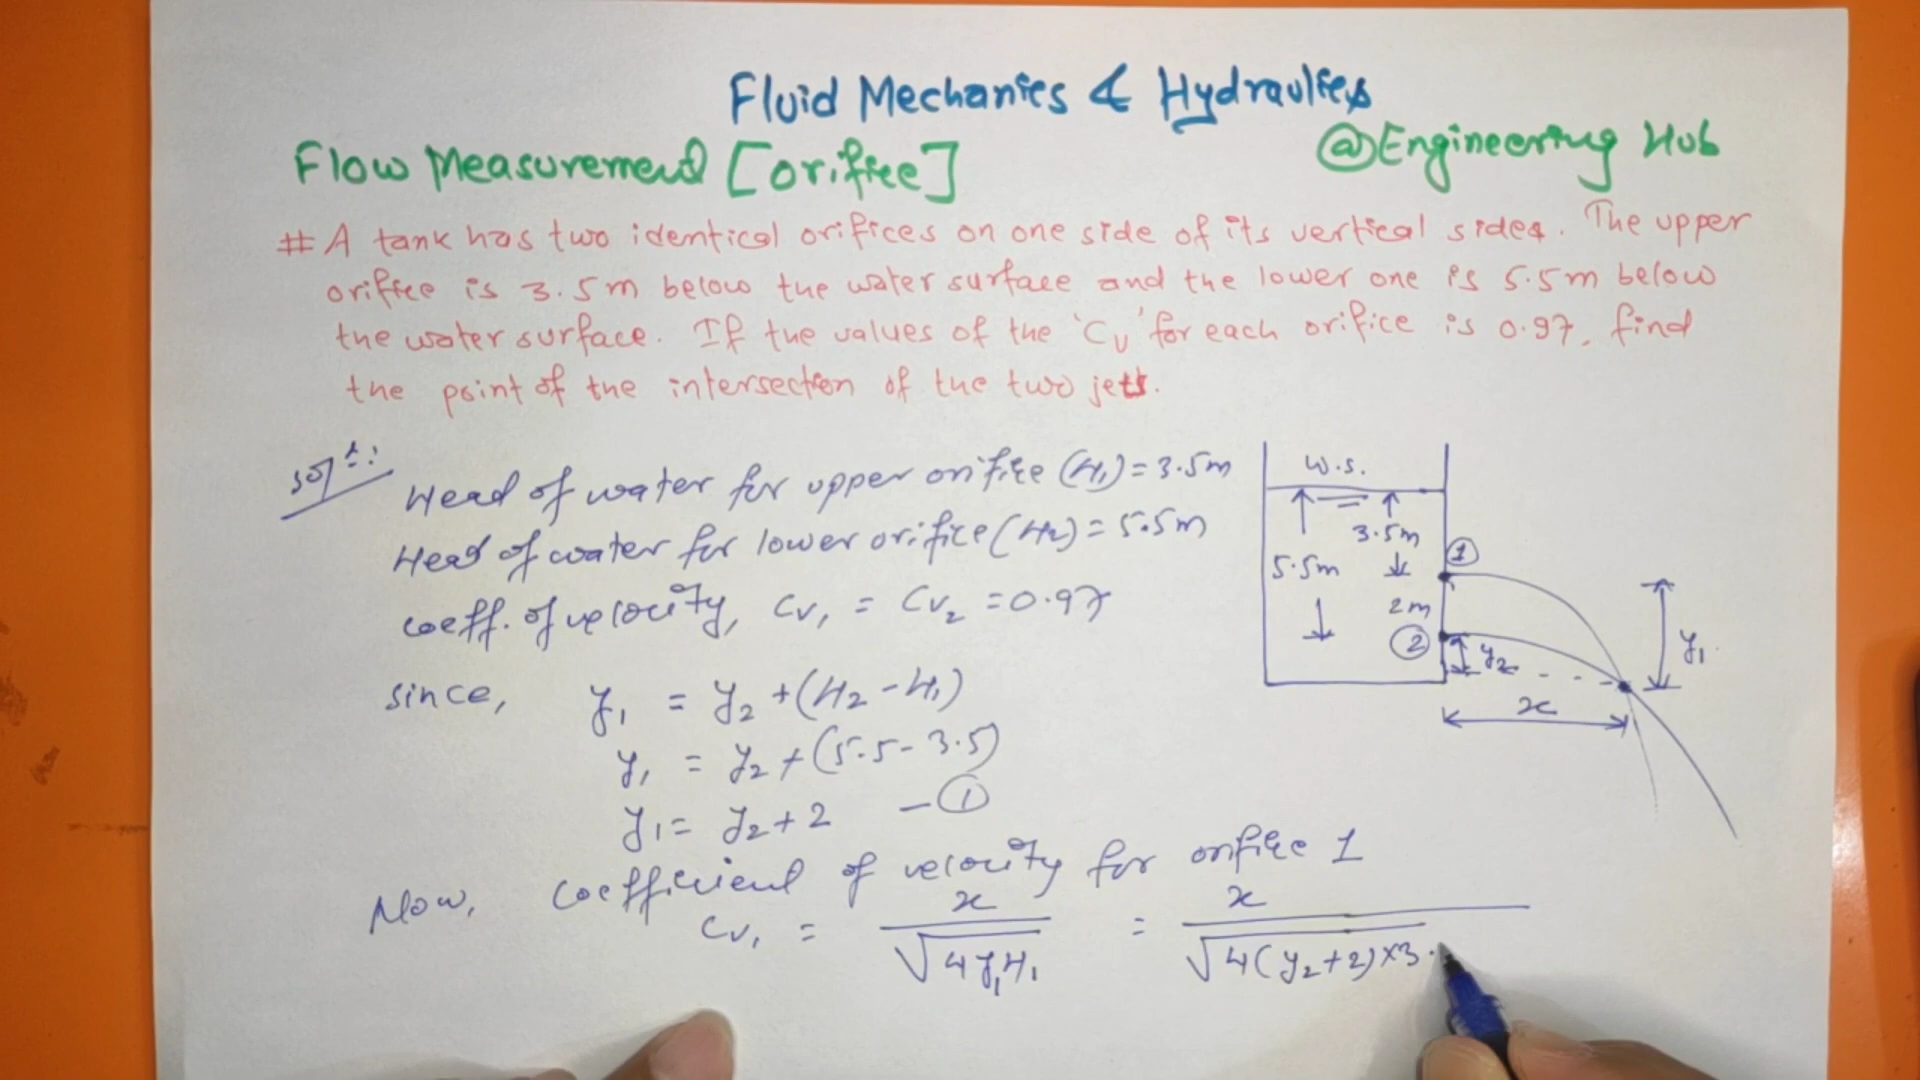 Fluid Mechanics & Hydraulics
@Engineering Hub
Flow Measurement [orifice]
# A tank has two identical orifices on one side of its vertical sides. The upper
orifice is 3.5m below the water surface and the lower one is 5.5m below
the water surface. If the values of the 'Cv' for each orifice is 0.97, find
the point of the intersection of the two jets.
solⁿ:
Head of water for upper orifice (H₁) = 3.5m
Head of water for lower orifice (H₂) = 5.5m
coeff. of velocity, Cv₁ = Cv₂ = 0.97
since, y₁ = y₂ + (H₂ - H₁)
y₁ = y₂ + (5.5 - 3.5)
y₁ = y₂ + 2 - ①
Now, coefficient of velocity for orifice 1
Cv₁ = x / √4y₁H₁ = x / √4(y₂+2)×3.
W.S.
3.5m
①
5.5m
2m
②
y₂
y₁
x